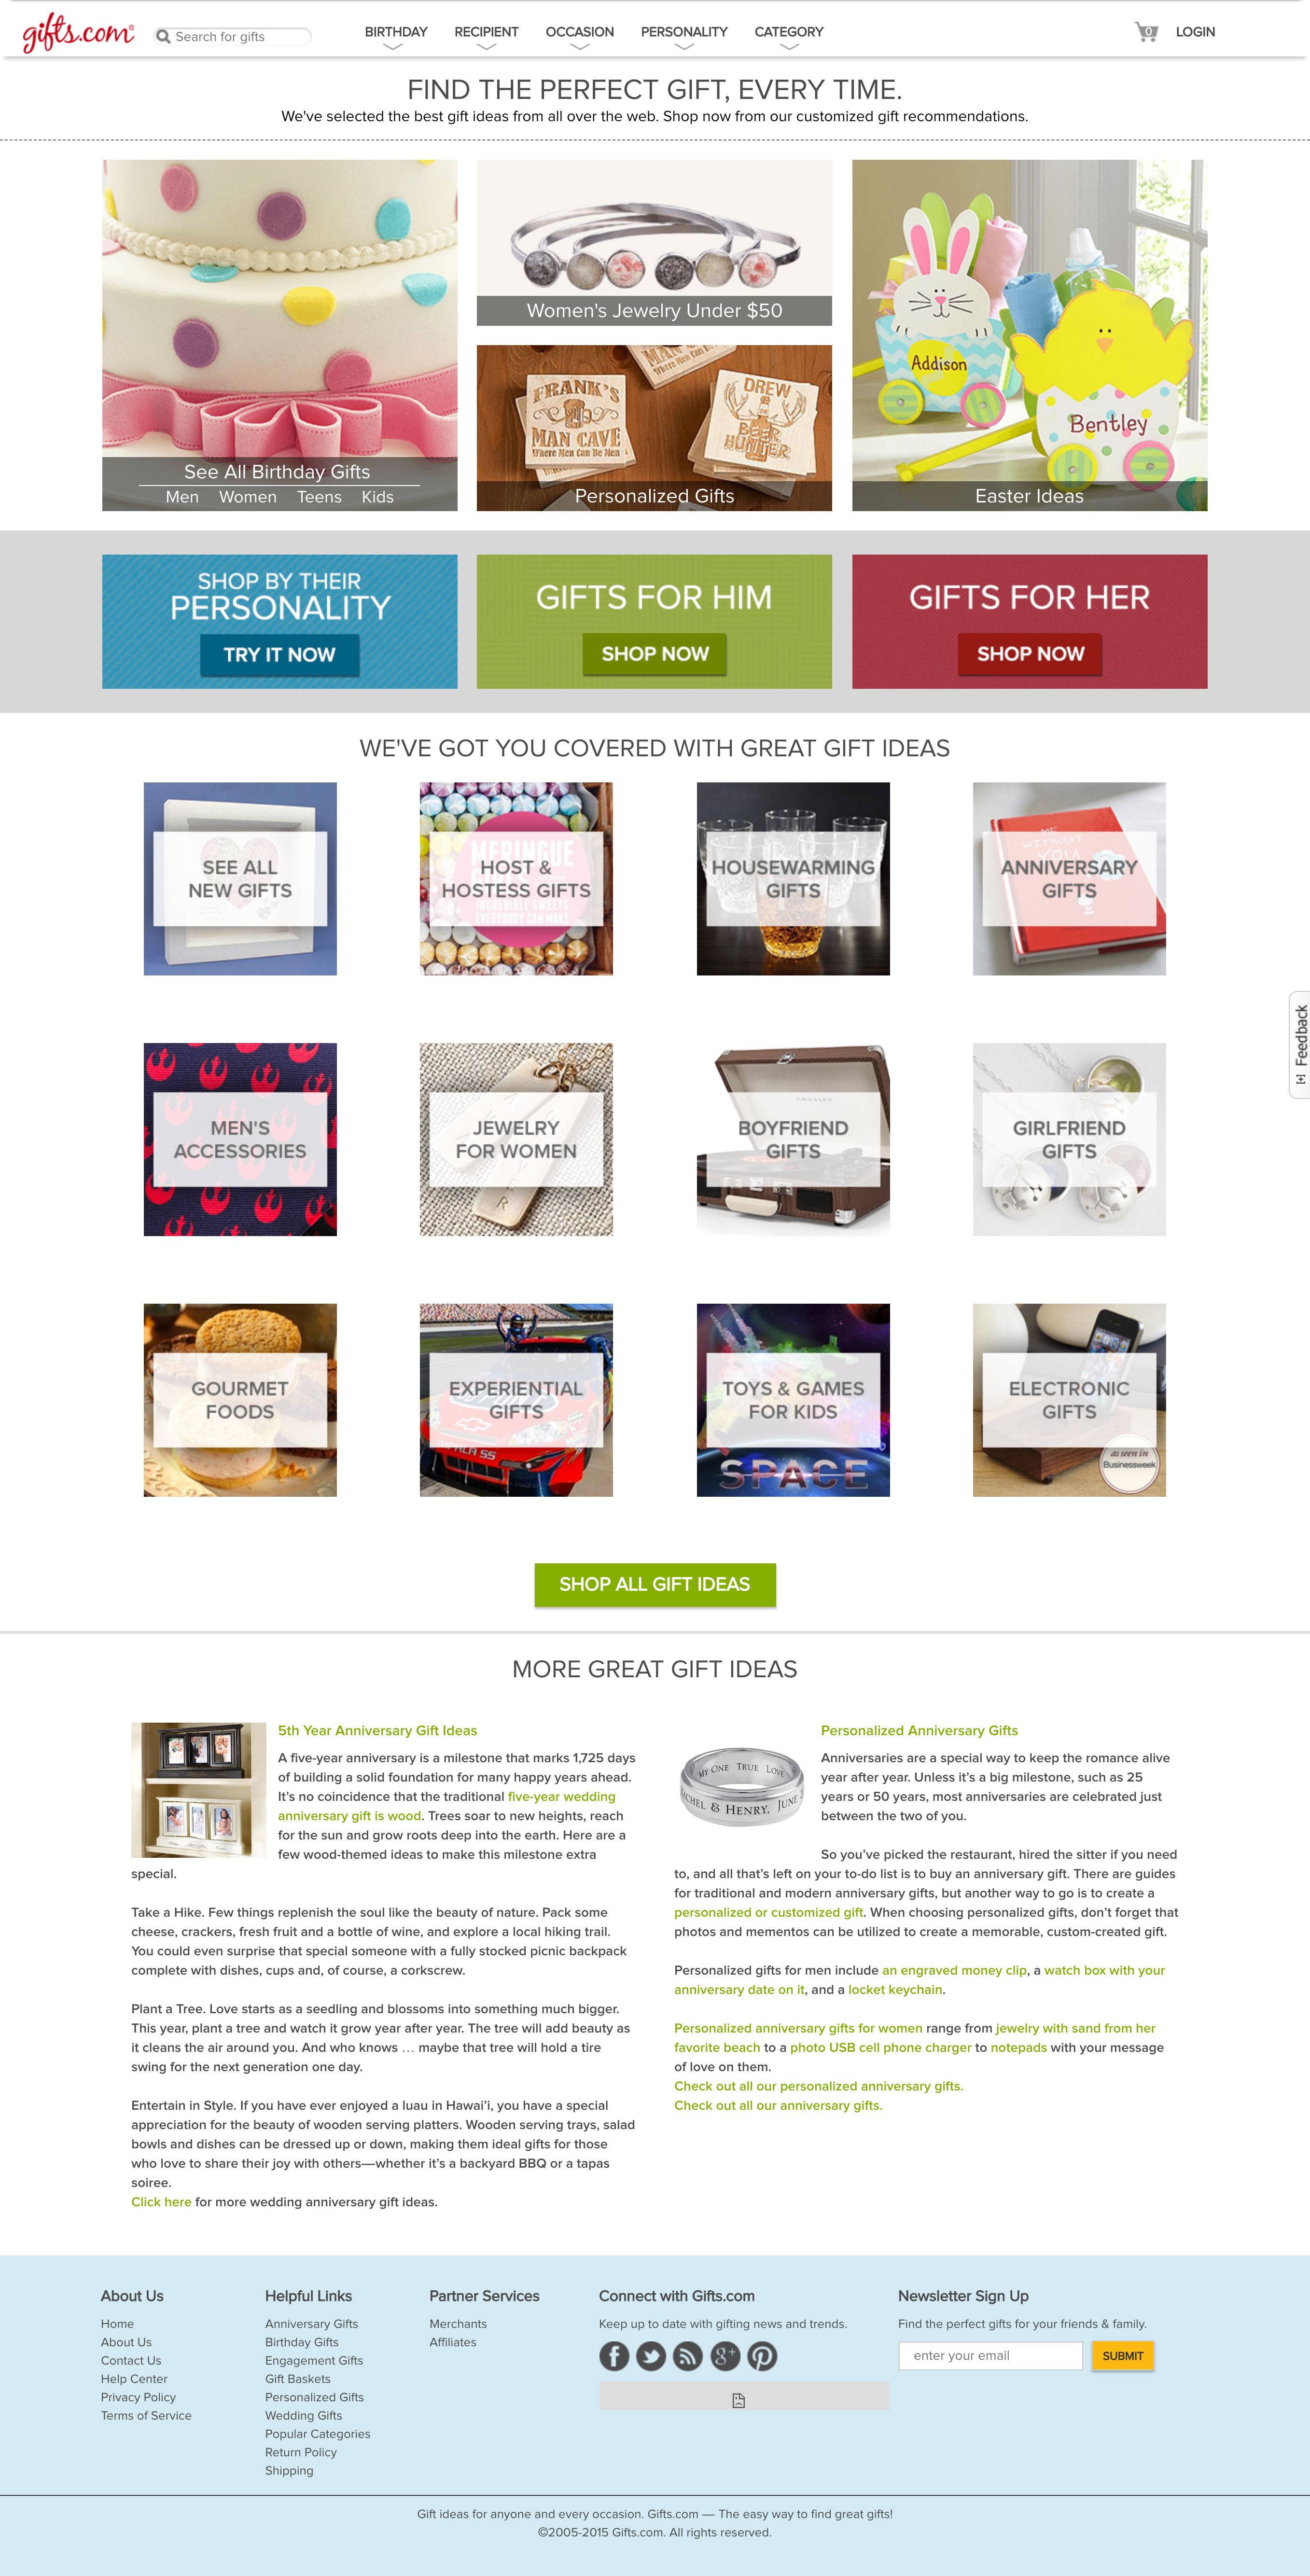 gifts.com®
Search for gifts
BIRTHDAY
RECIPIENT
OCCASION
PERSONALITY
CATEGORY
0
LOGIN
FIND THE PERFECT GIFT, EVERY TIME.
We've selected the best gift ideas from all over the web. Shop now from our customized gift recommendations.
See All Birthday Gifts
Men Women Teens Kids
Women's Jewelry Under $50
FRANK'S
MAN CAVE
Where Men Can Be Men
DREW
BEER
HUNTER
Personalized Gifts
Addison
Bentley
Easter Ideas
SHOP BY THEIR
PERSONALITY
TRY IT NOW
GIFTS FOR HIM
SHOP NOW
GIFTS FOR HER
SHOP NOW
WE'VE GOT YOU COVERED WITH GREAT GIFT IDEAS
SEE ALL
NEW GIFTS
MERINGUE
HOST &
HOSTESS GIFTS
INCREDIBLE SWEETS
EVERYBODY CAN MAKE
HOUSEWARMING
GIFTS
ME
WITHOUT
YOU
ANNIVERSARY
GIFTS
Feedback
MEN'S
ACCESSORIES
JEWELRY
FOR WOMEN
R
BOYFRIEND
GIFTS
GIRLFRIEND
GIFTS
GOURMET
FOODS
EXPERIENTIAL
GIFTS
IMPALA SS
TOYS & GAMES
FOR KIDS
SPACE
ELECTRONIC
GIFTS
as seen in
Businessweek
SHOP ALL GIFT IDEAS
MORE GREAT GIFT IDEAS
5th Year Anniversary Gift Ideas
A five-year anniversary is a milestone that marks 1,725 days
of building a solid foundation for many happy years ahead.
It's no coincidence that the traditional five-year wedding
anniversary gift is wood. Trees soar to new heights, reach
for the sun and grow roots deep into the earth. Here are a
few wood-themed ideas to make this milestone extra
special.
Take a Hike. Few things replenish the soul like the beauty of nature. Pack some
cheese, crackers, fresh fruit and a bottle of wine, and explore a local hiking trail.
You could even surprise that special someone with a fully stocked picnic backpack
complete with dishes, cups and, of course, a corkscrew.
Plant a Tree. Love starts as a seedling and blossoms into something much bigger.
This year, plant a tree and watch it grow year after year. The tree will add beauty as
it cleans the air around you. And who knows … maybe that tree will hold a tire
swing for the next generation one day.
Entertain in Style. If you have ever enjoyed a luau in Hawai'i, you have a special
appreciation for the beauty of wooden serving platters. Wooden serving trays, salad
bowls and dishes can be dressed up or down, making them ideal gifts for those
who love to share their joy with others—whether it's a backyard BBQ or a tapas
soiree.
Click here for more wedding anniversary gift ideas.
MY ONE TRUE LOVE
RACHEL & HENRY, JUNE
Personalized Anniversary Gifts
Anniversaries are a special way to keep the romance alive
year after year. Unless it's a big milestone, such as 25
years or 50 years, most anniversaries are celebrated just
between the two of you.
So you've picked the restaurant, hired the sitter if you need
to, and all that's left on your to-do list is to buy an anniversary gift. There are guides
for traditional and modern anniversary gifts, but another way to go is to create a
personalized or customized gift. When choosing personalized gifts, don't forget that
photos and mementos can be utilized to create a memorable, custom-created gift.
Personalized gifts for men include an engraved money clip, a watch box with your
anniversary date on it, and a locket keychain.
Personalized anniversary gifts for women range from jewelry with sand from her
favorite beach to a photo USB cell phone charger to notepads with your message
of love on them.
Check out all our personalized anniversary gifts.
Check out all our anniversary gifts.
About Us
Home
About Us
Contact Us
Help Center
Privacy Policy
Terms of Service
Helpful Links
Anniversary Gifts
Birthday Gifts
Engagement Gifts
Gift Baskets
Personalized Gifts
Wedding Gifts
Popular Categories
Return Policy
Shipping
Partner Services
Merchants
Affiliates
Connect with Gifts.com
Keep up to date with gifting news and trends.
Newsletter Sign Up
Find the perfect gifts for your friends & family.
enter your email
SUBMIT
Gift ideas for anyone and every occasion. Gifts.com — The easy way to find great gifts!
©2005-2015 Gifts.com. All rights reserved.